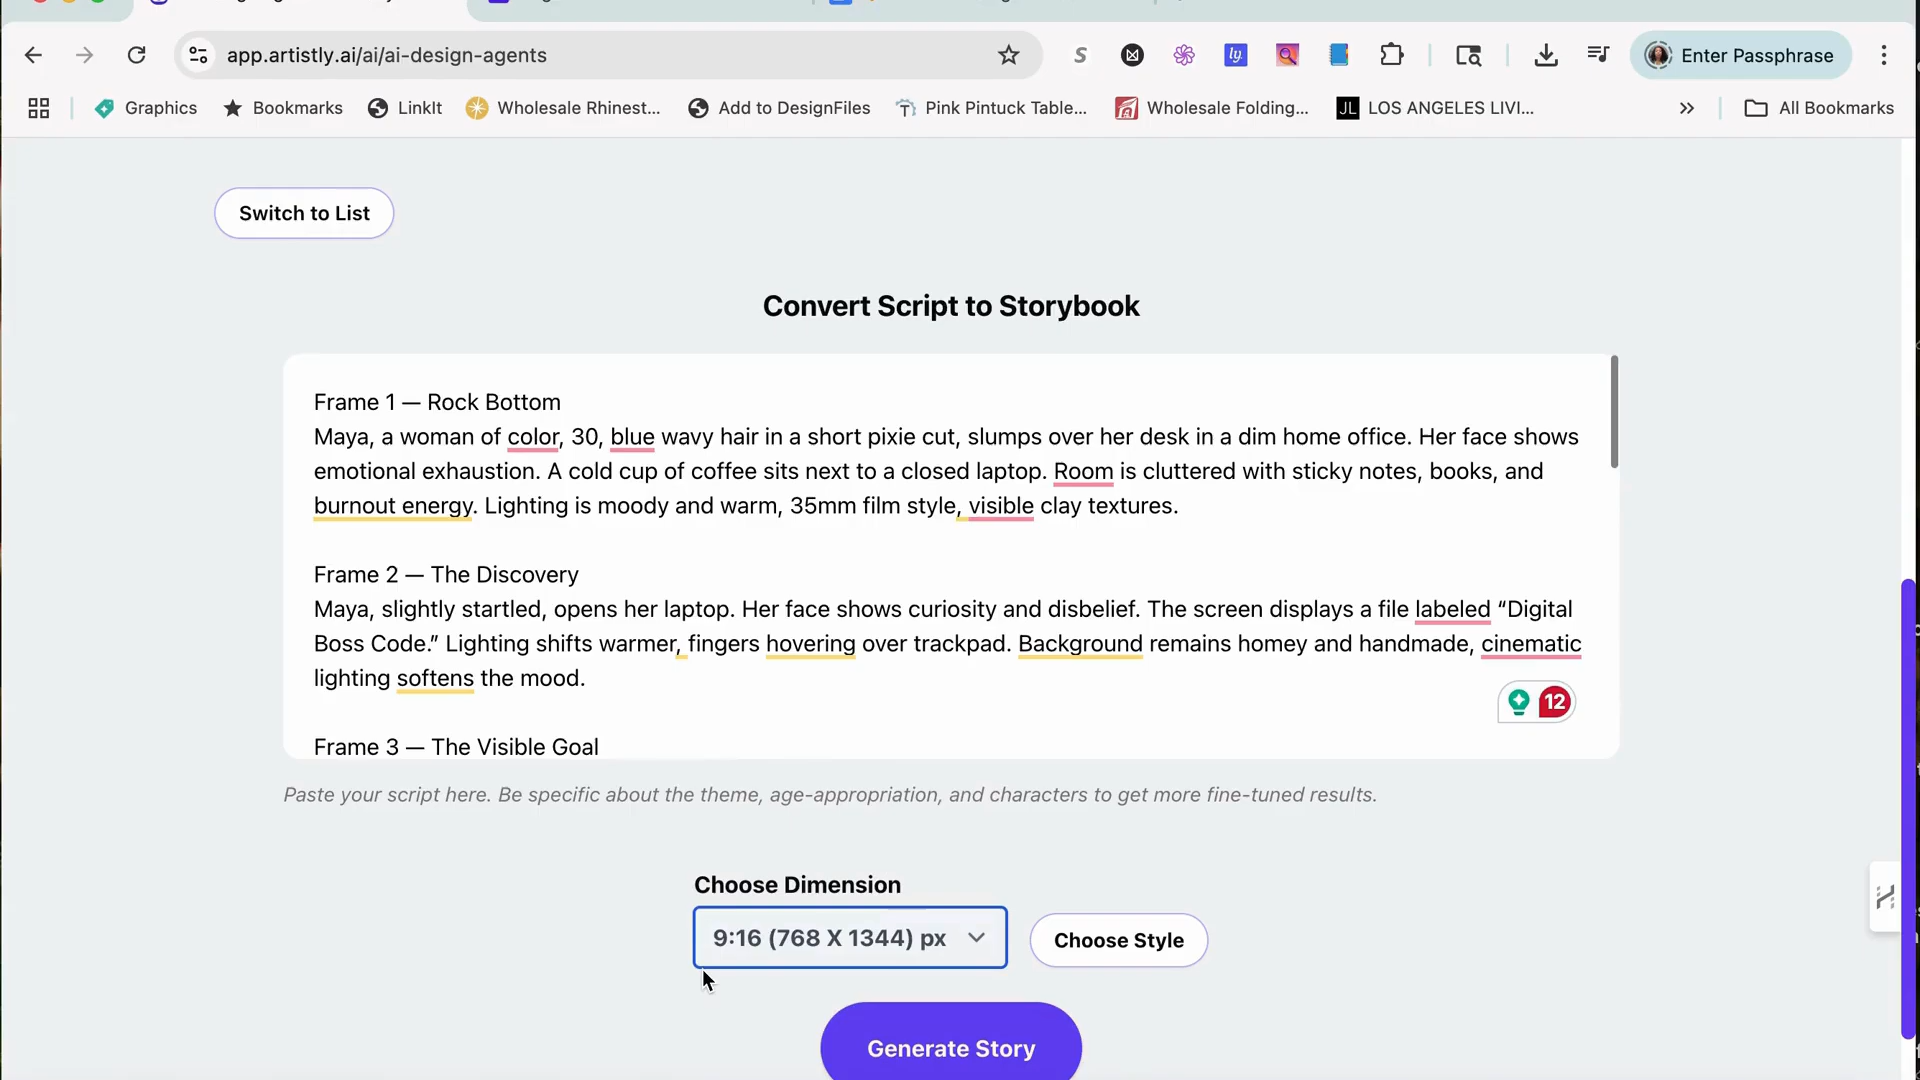 app.artistly.ai/ai/ai-design-agents
S
ly
Enter Passphrase
Graphics
Bookmarks
LinkIt
Wholesale Rhinest...
Add to DesignFiles
Pink Pintuck Table...
Wholesale Folding...
JL
LOS ANGELES LIVI...
All Bookmarks
Switch to List
Convert Script to Storybook
Frame 1 — Rock Bottom
Maya, a woman of color, 30, blue wavy hair in a short pixie cut, slumps over her desk in a dim home office. Her face shows
emotional exhaustion. A cold cup of coffee sits next to a closed laptop. Room is cluttered with sticky notes, books, and
burnout energy. Lighting is moody and warm, 35mm film style, visible clay textures.
Frame 2 — The Discovery
Maya, slightly startled, opens her laptop. Her face shows curiosity and disbelief. The screen displays a file labeled “Digital
Boss Code.” Lighting shifts warmer, fingers hovering over trackpad. Background remains homey and handmade, cinematic
lighting softens the mood.
12
Frame 3 — The Visible Goal
Paste your script here. Be specific about the theme, age-appropriation, and characters to get more fine-tuned results.
Choose Dimension
9:16 (768 X 1344) px
Choose Style
Generate Story